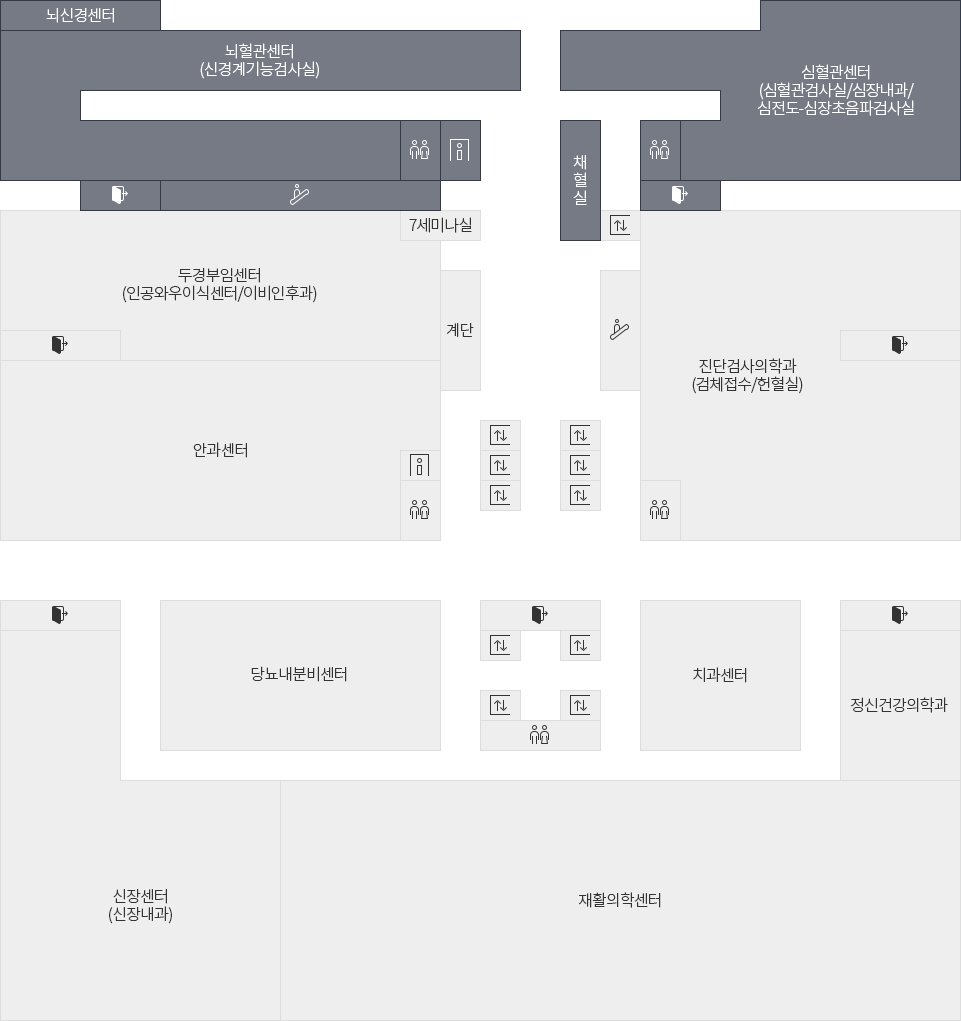 뇌신경센터
뇌혈관센터
(신경계기능검사실)
심혈관센터
(심혈관검사실/심장내과/
심전도-심장초음파검사실
채
혈
실
7세미나실
두경부임센터
(인공와우이식센터/이비인후과)
계단
진단검사의학과
(검체접수/헌혈실)
안과센터
당뇨내분비센터
치과센터
정신건강의학과
신장센터
(신장내과)
재활의학센터